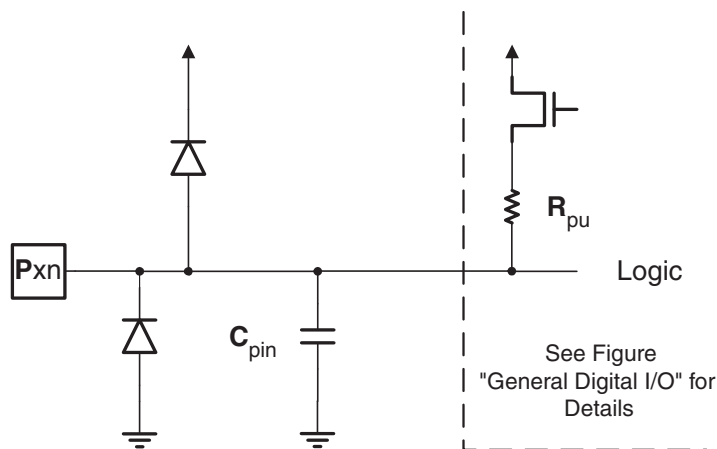 Pxn
Cpin
Rpu
Logic
See Figure
"General Digital I/O" for
Details